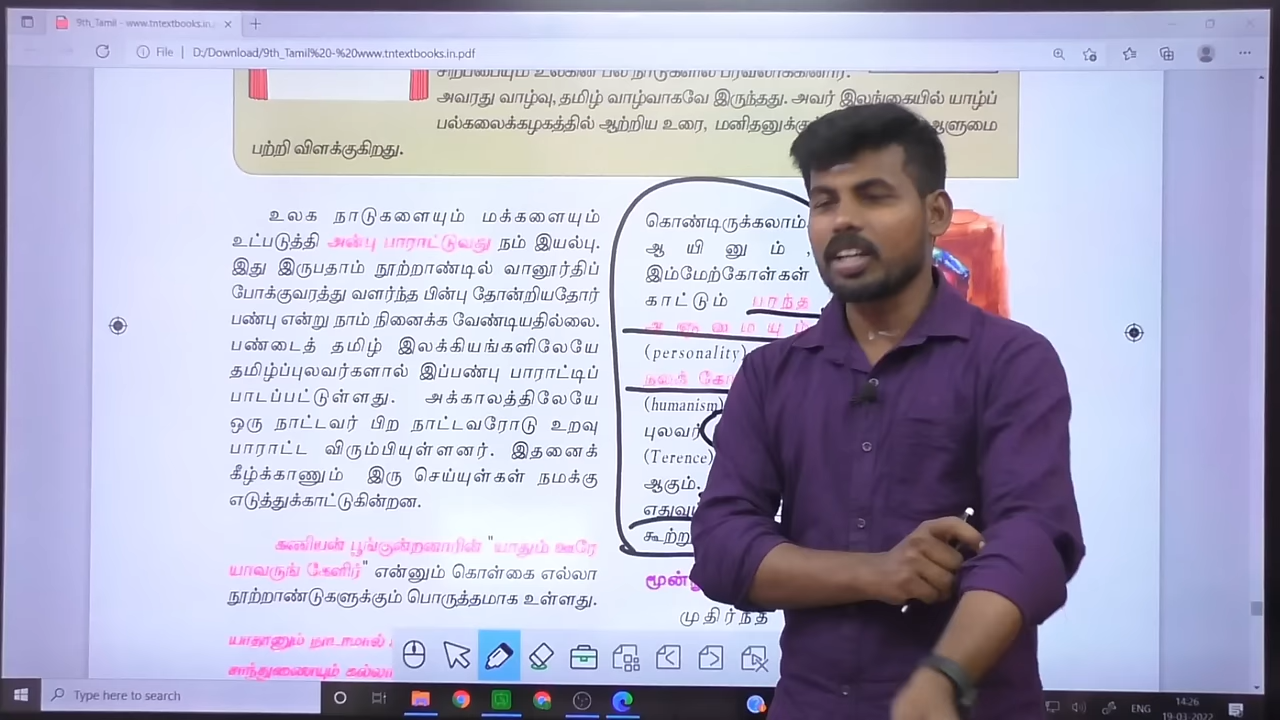 9th_Tamil - www.tntextbooks.in
File | D:/Download/9th_Tamil%20-%20www.tntextbooks.in.pdf
அவரது வாழ்வு, தமிழ் வாழ்வாகவே இருந்தது. அவர் இலங்கையில் யாழ்ப்
பல்கலைக்கழகத்தில் ஆற்றிய உரை, ஆளுமை
பற்றி விளக்குகிறது.
உலக நாடுகளையும் மக்களையும்
உட்படுத்தி அன்பு பாராட்டுவது நம் இயல்பு.
இது இருபதாம் நூற்றாண்டில் வானூர்திப்
போக்குவரத்து வளர்ந்த பின்பு தோன்றியதோர்
பண்பு என்று நாம் நினைக்க வேண்டியதில்லை.
பண்டைத் தமிழ் இலக்கியங்களிலேயே
தமிழ்ப்புலவர்களால் இப்பண்பு பாராட்டிப்
பாடப்பட்டுள்ளது. அக்காலத்திலேயே
ஒரு நாட்டவர் பிற நாட்டவரோடு உறவு
பாராட்ட விரும்பியுள்ளனர். இதனைக்
கீழ்க்காணும் இரு செய்யுள்கள் நமக்கு
எடுத்துக்காட்டுகின்றன.
கணியன் பூங்குன்றனாரின் "யாதும் ஊரே
யாவருங் கேளிர்" என்னும் கொள்கை எல்லா
நூற்றாண்டுகளுக்கும் பொருத்தமாக உள்ளது.
கொண்டிருக்கலாம்.
ஆயினும்,
இம்மேற்கோள்கள்
காட்டும் பரந்த
ஆளுமையும்
(personality)
(humanism)
புலவர்
(Terence)
ஆகும்.
முதிர்ந்த
Type here to search
ENG
14:26
19-03-2022